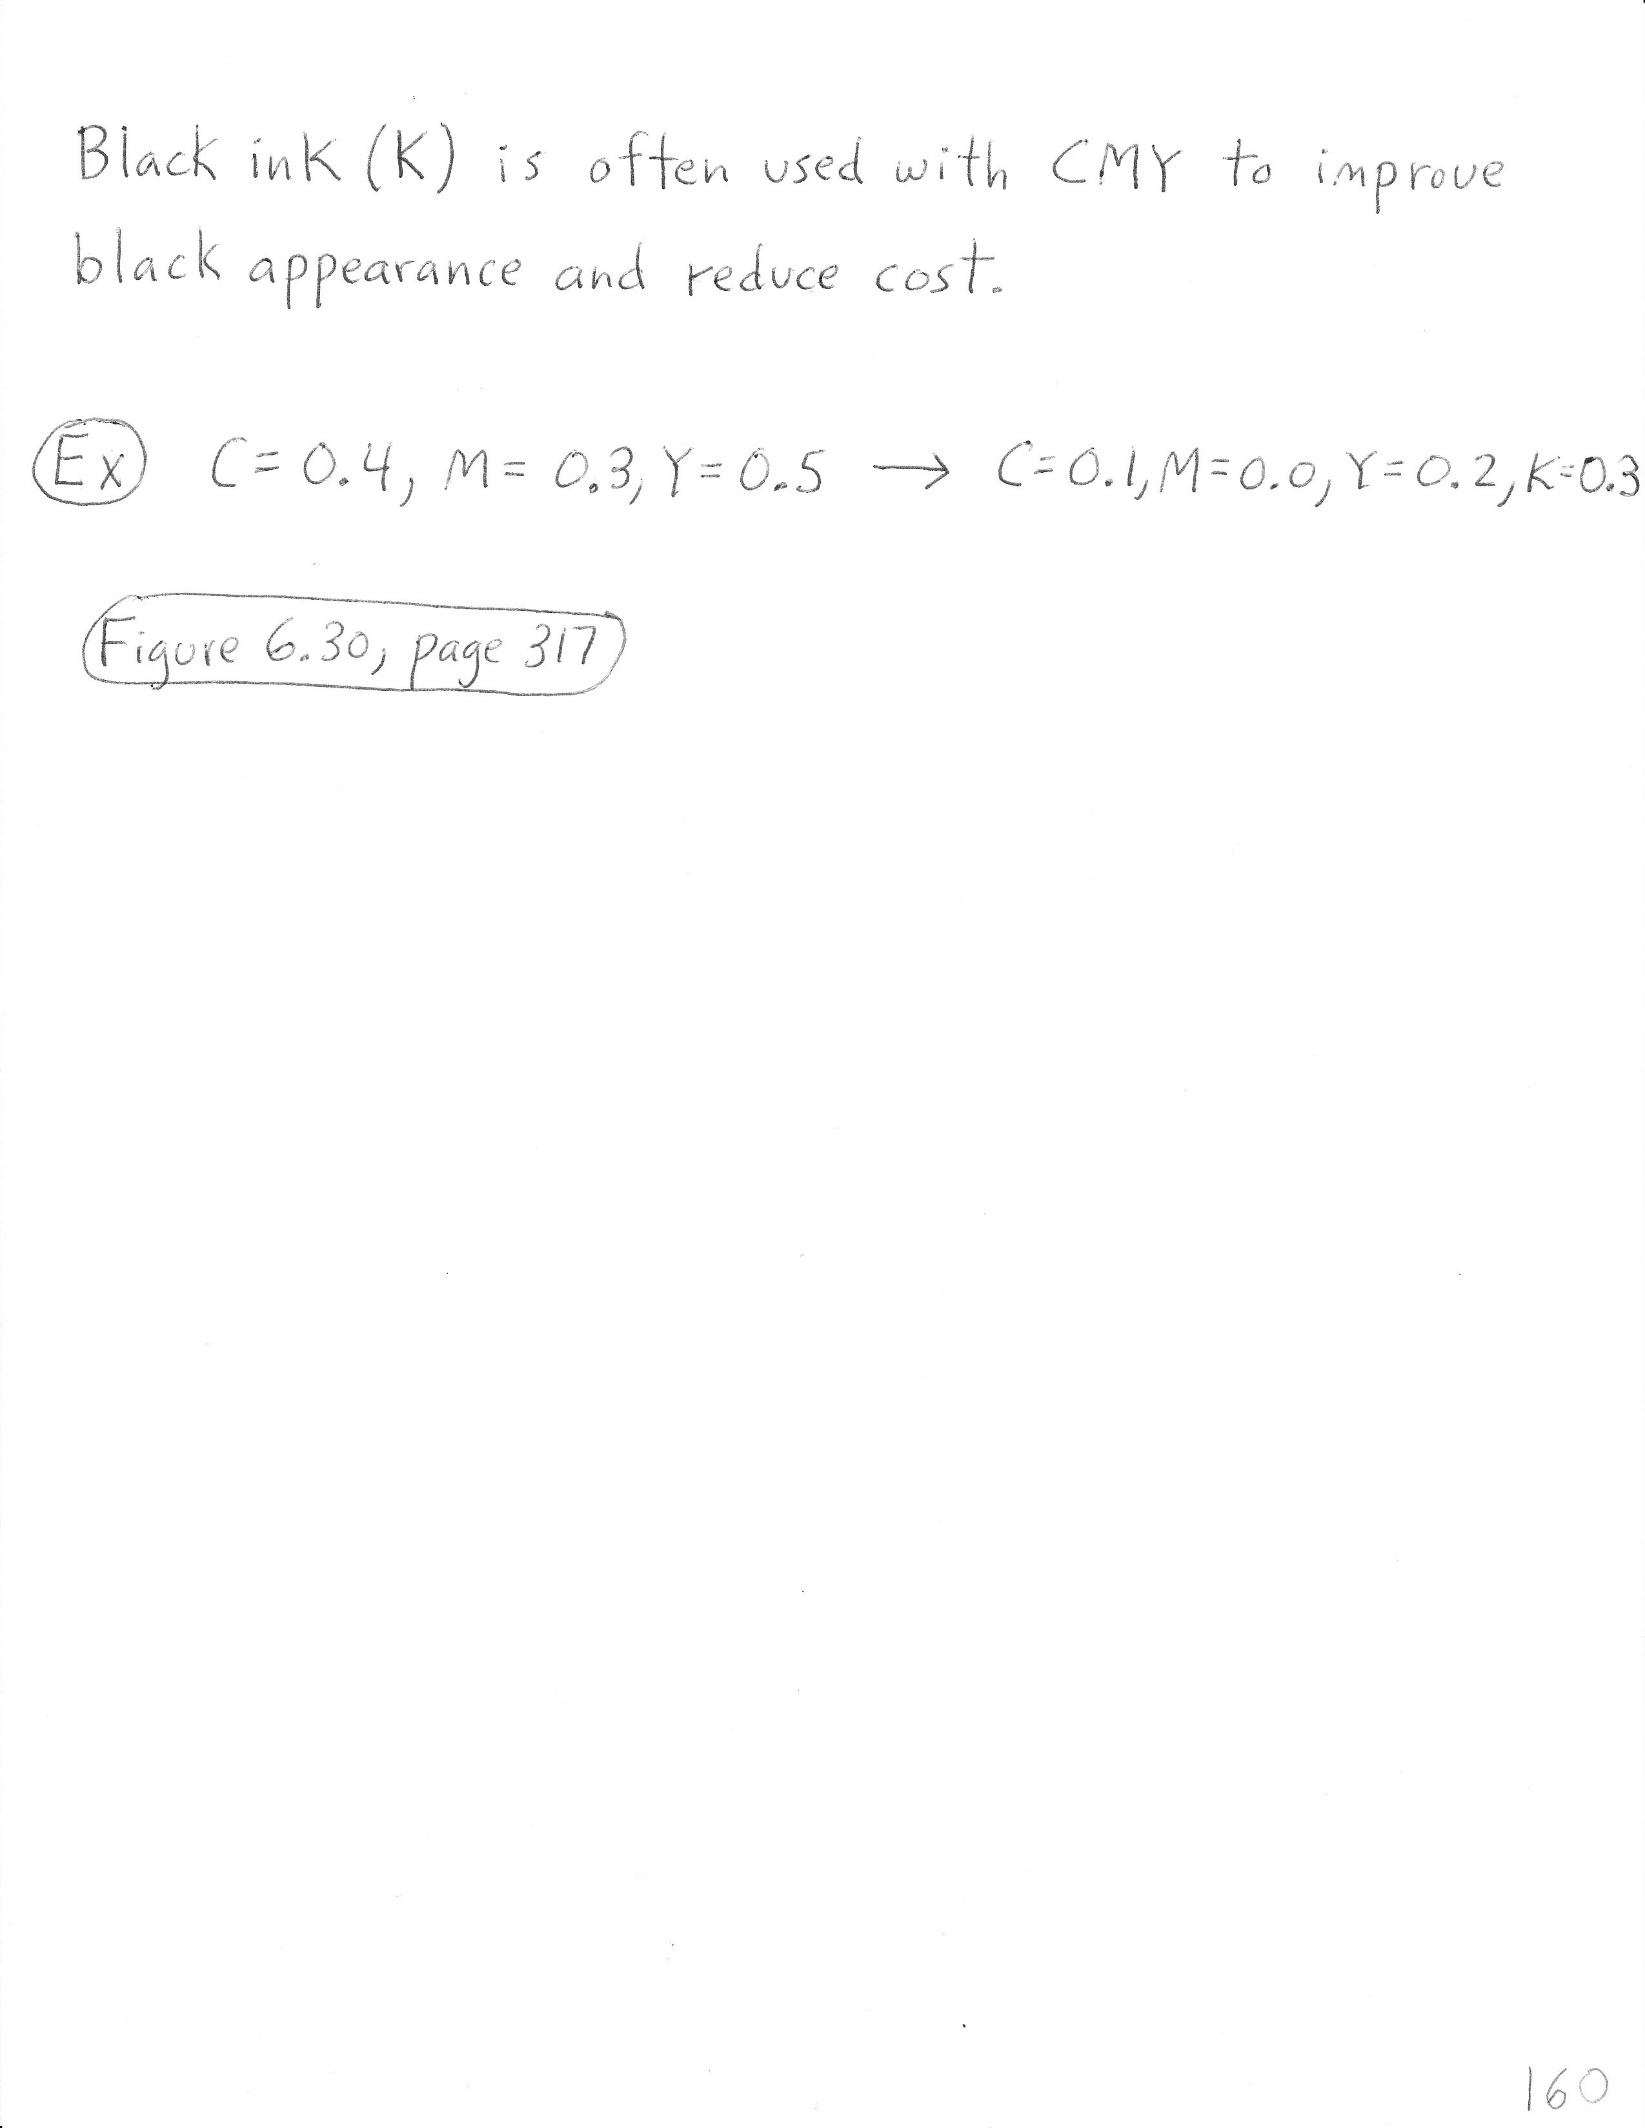 Black ink (K) is often used with CMY to improve
black appearance and reduce cost.
Ex C=0.4, M=0.3, Y=0.5 → C=0.1, M=0.0, Y=0.2, K=0.3
Figure 6.30, page 317
160